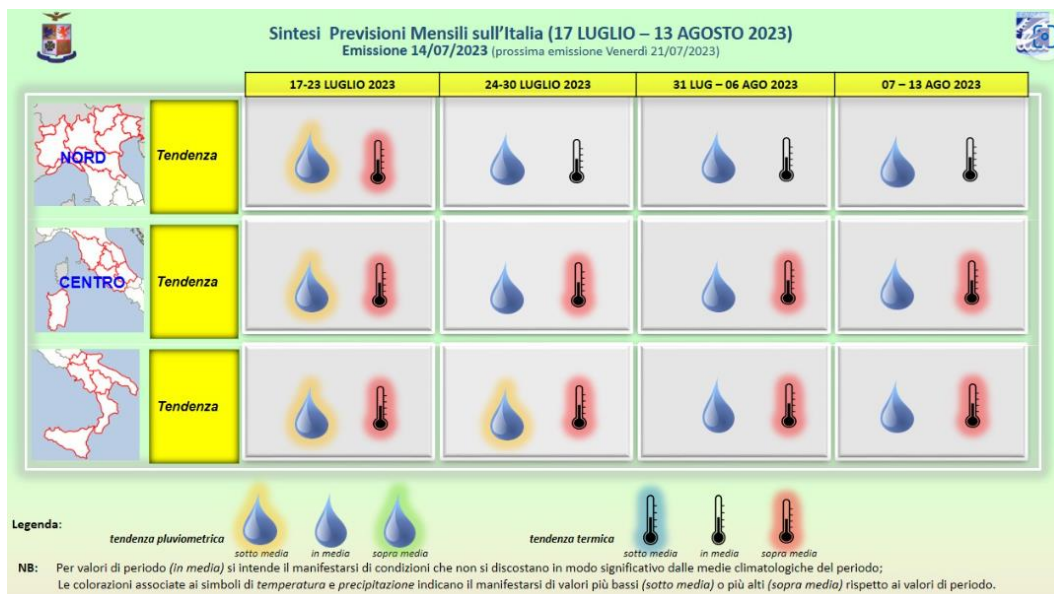 Sintesi Previsioni Mensili sull'Italia (17 LUGLIO – 13 AGOSTO 2023)
Emissione 14/07/2023 (prossima emissione Venerdì 21/07/2023)
17-23 LUGLIO 2023
24-30 LUGLIO 2023
31 LUG – 06 AGO 2023
07 – 13 AGO 2023
NORD
Tendenza
CENTRO
Tendenza
Tendenza
Legenda:
tendenza pluviometrica
sotto media
in media
sopra media
tendenza termica
sotto media
in media
sopra media
NB: Per valori di periodo (in media) si intende il manifestarsi di condizioni che non si discostano in modo significativo dalle medie climatologiche del periodo;
Le colorazioni associate ai simboli di temperatura e precipitazione indicano il manifestarsi di valori più bassi (sotto media) o più alti (sopra media) rispetto ai valori di periodo.